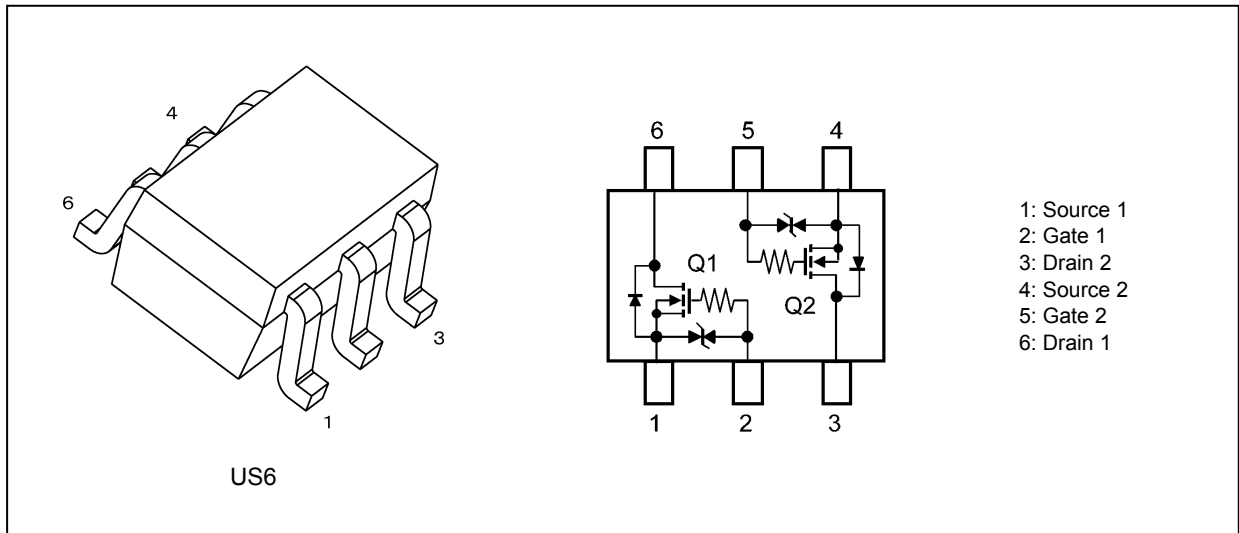 4
6
3
1
US6
6 5 4
Q1
Q2
1 2 3
1: Source 1
2: Gate 1
3: Drain 2
4: Source 2
5: Gate 2
6: Drain 1